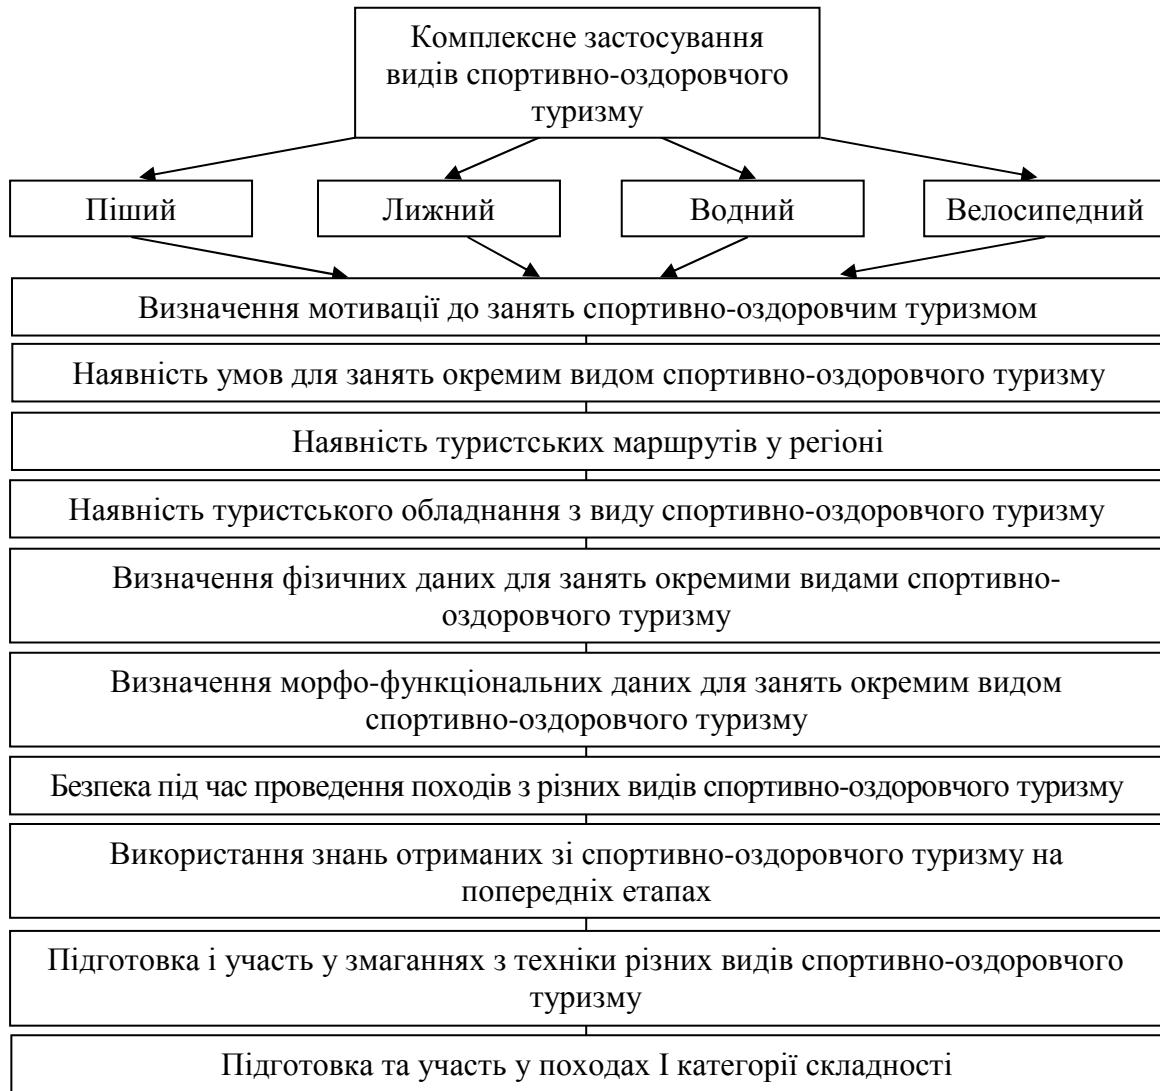 Комплексне застосування
видів спортивно-оздоровчого
туризму
Піший
Лижний
Водний
Велосипедний
Визначення мотивації до занять спортивно-оздоровчим туризмом
Наявність умов для занять окремим видом спортивно-оздоровчого туризму
Наявність туристських маршрутів у регіоні
Наявність туристського обладнання з виду спортивно-оздоровчого туризму
Визначення фізичних даних для занять окремими видами спортивно-
оздоровчого туризму
Визначення морфо-функціональних даних для занять окремим видом
спортивно-оздоровчого туризму
Безпека під час проведення походів з різних видів спортивно-оздоровчого туризму
Використання знань отриманих зі спортивно-оздоровчого туризму на
попередніх етапах
Підготовка і участь у змаганнях з техніки різних видів спортивно-оздоровчого
туризму
Підготовка та участь у походах І категорії складності